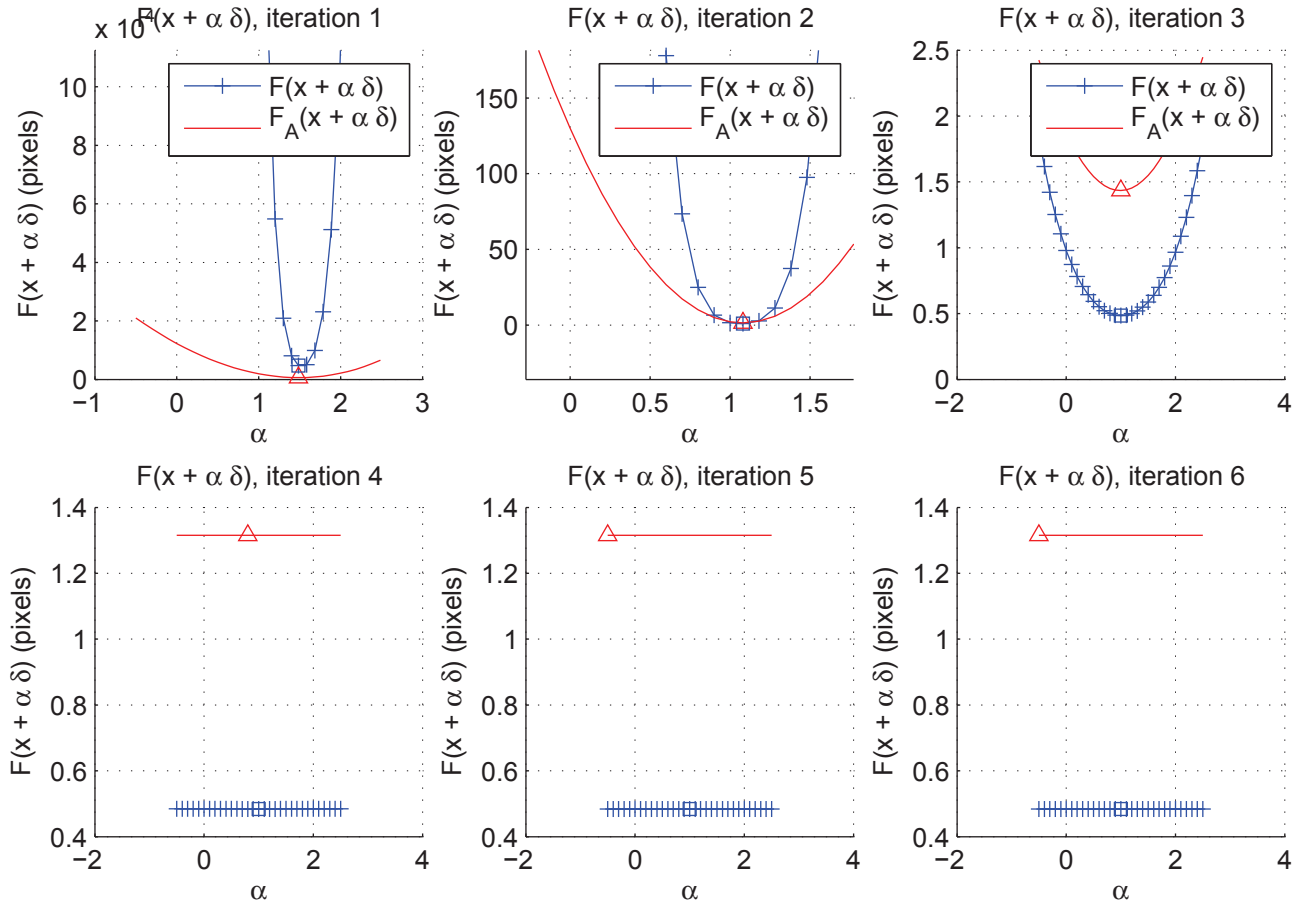 x 10^4
F(x + α δ), iteration 1
F(x + α δ) (pixels)
10
8
6
4
2
0
−1
0
1
2
3
α
F(x + α δ)
F_A(x + α δ)
F(x + α δ), iteration 2
F(x + α δ) (pixels)
150
100
50
0
0
0.5
1
1.5
α
F(x + α δ)
F_A(x + α δ)
F(x + α δ), iteration 3
F(x + α δ) (pixels)
2.5
2
1.5
1
0.5
0
−2
0
2
4
α
F(x + α δ)
F_A(x + α δ)
F(x + α δ), iteration 4
F(x + α δ) (pixels)
1.4
1.2
1
0.8
0.6
0.4
−2
0
2
4
α
F(x + α δ), iteration 5
F(x + α δ) (pixels)
1.4
1.2
1
0.8
0.6
0.4
−2
0
2
4
α
F(x + α δ), iteration 6
F(x + α δ) (pixels)
1.4
1.2
1
0.8
0.6
0.4
−2
0
2
4
α